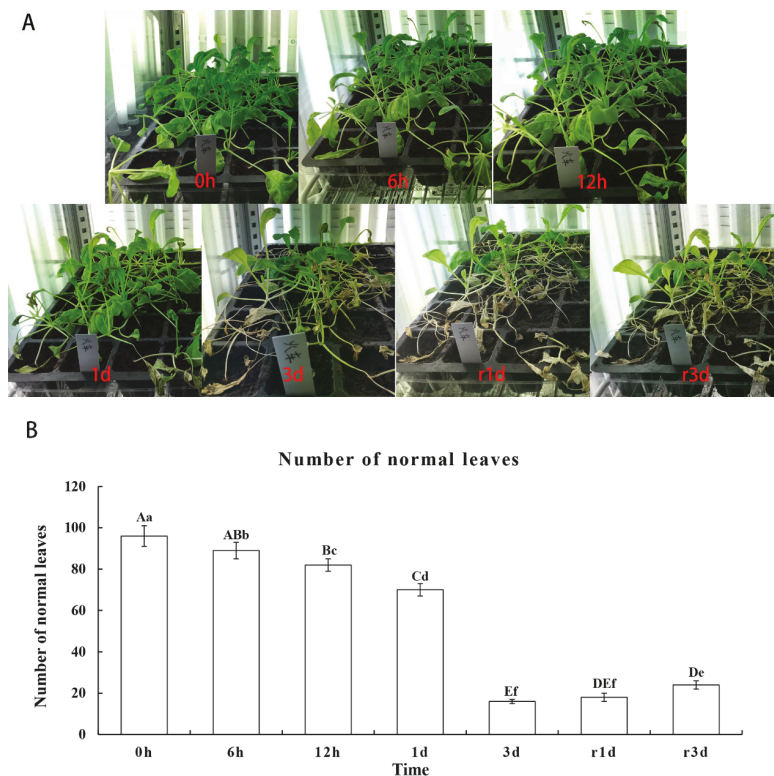 A
0h
6h
12h
1d
3d
r1d
r3d
B
Number of normal leaves
Number of normal leaves
120
100
80
60
40
20
0
Aa
ABb
Bc
Cd
Ef
DEf
De
0h 6h 12h 1d 3d r1d r3d
Time